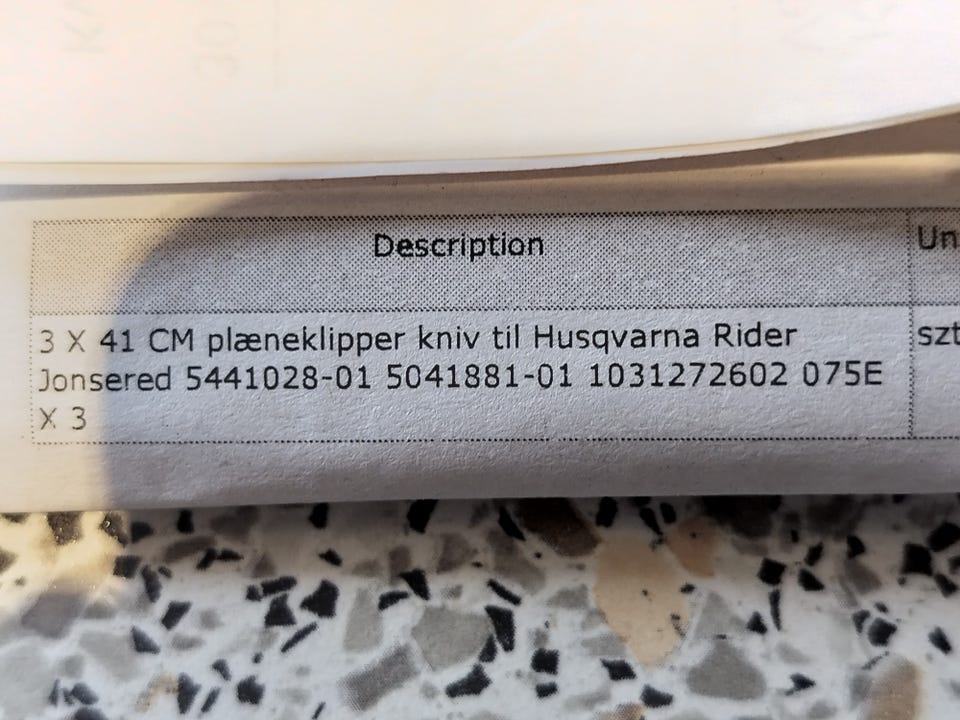 Description
Un
3 X 41 CM plæneklipper kniv til Husqvarna Rider
szt
Jonsered 5441028-01 5041881-01 1031272602 075E
X 3